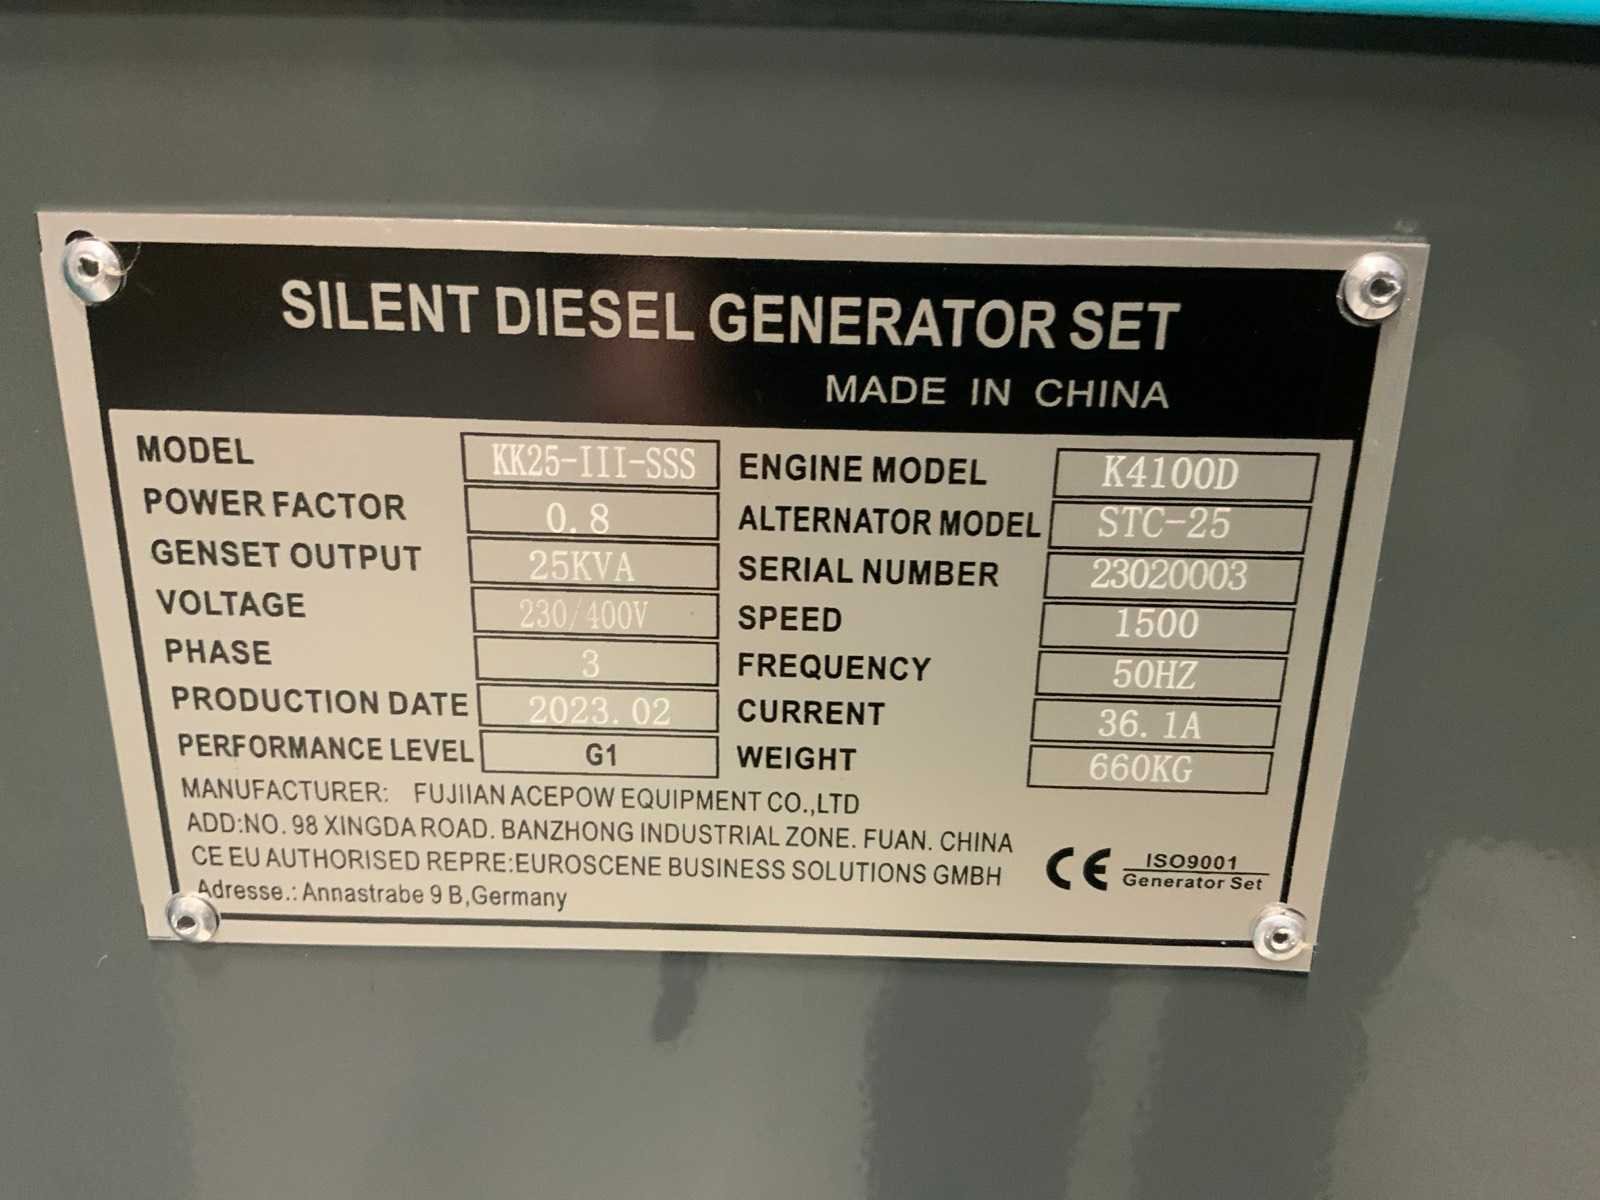 SILENT DIESEL GENERATOR SET
MADE IN CHINA
MODEL KK25-III-SSS ENGINE MODEL K4100D
POWER FACTOR 0.8 ALTERNATOR MODEL STC-25
GENSET OUTPUT 25KVA SERIAL NUMBER 23020003
VOLTAGE 230/400V SPEED 1500
PHASE 3 FREQUENCY 50HZ
PRODUCTION DATE 2023.02 CURRENT 36.1A
PERFORMANCE LEVEL G1 WEIGHT 660KG
MANUFACTURER: FUJIIAN ACEPOW EQUIPMENT CO.,LTD
ADD:NO. 98 XINGDA ROAD. BANZHONG INDUSTRIAL ZONE. FUAN. CHINA
CE EU AUTHORISED REPRE:EUROSCENE BUSINESS SOLUTIONS GMBH
Adresse.: Annastrabe 9 B,Germany
CE ISO9001
Generator Set